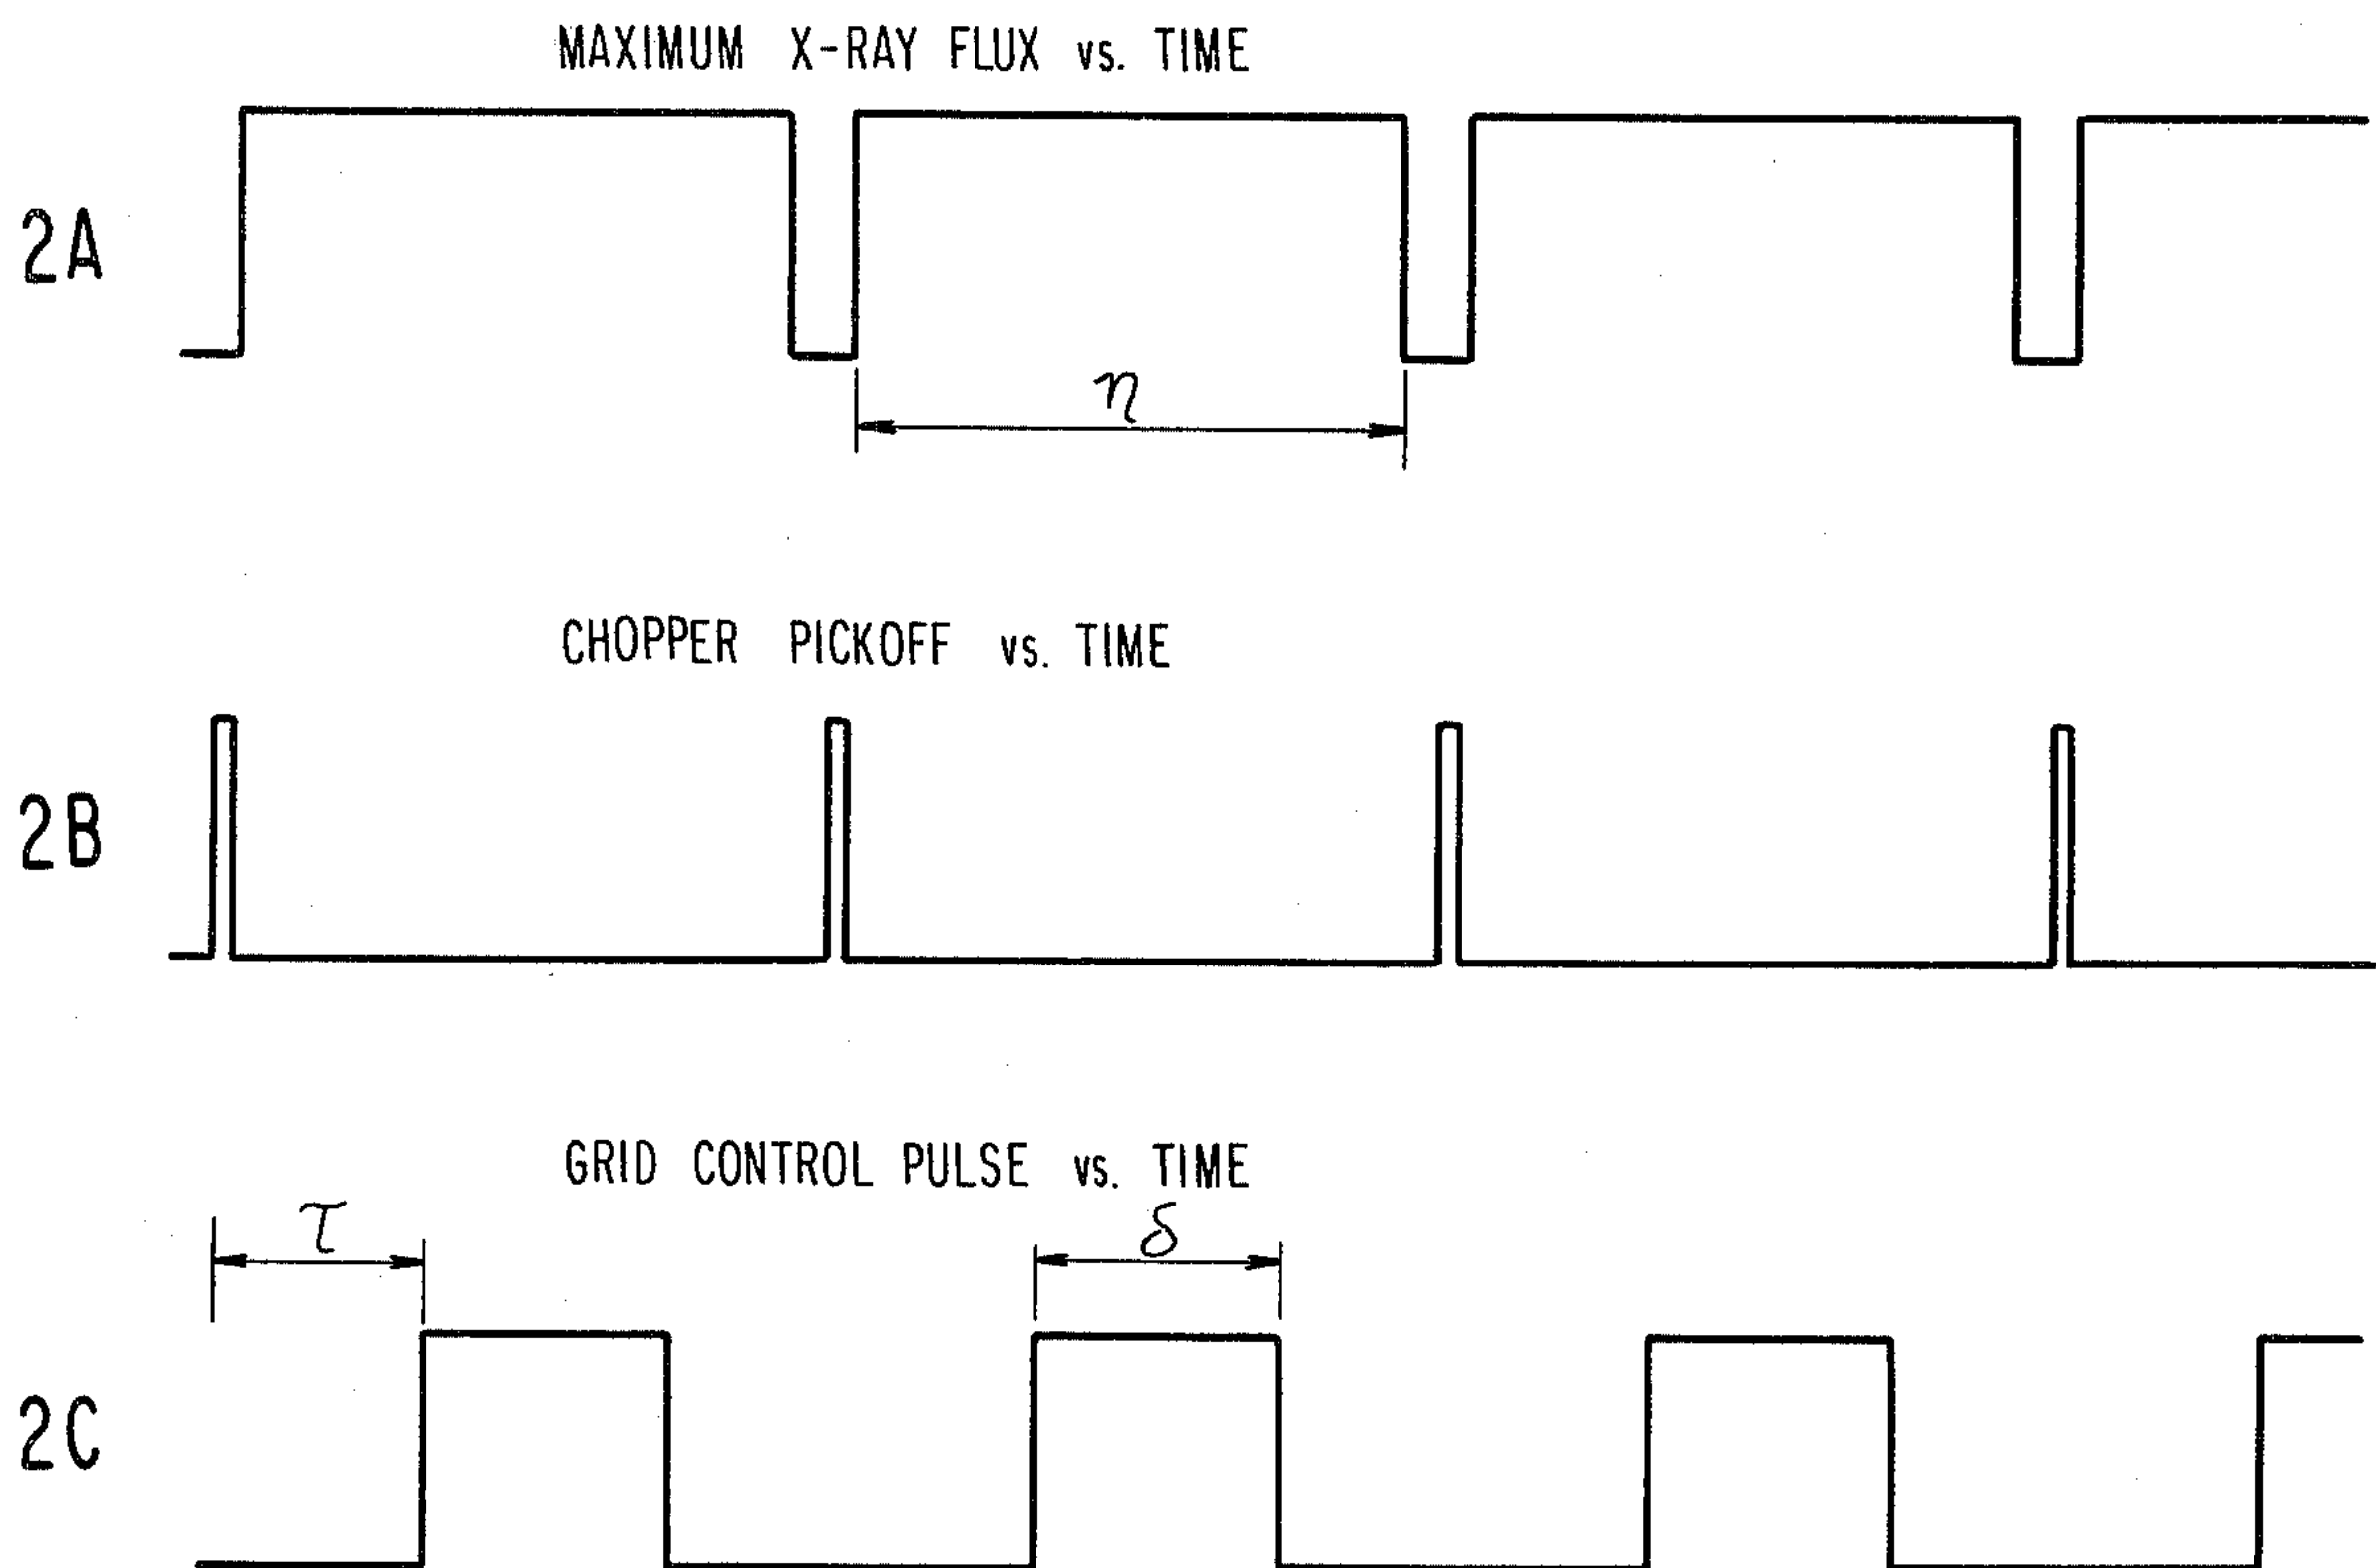 MAXIMUM X-RAY FLUX vs. TIME
2A
η
CHOPPER PICKOFF vs. TIME
2B
GRID CONTROL PULSE vs. TIME
τ
δ
2C